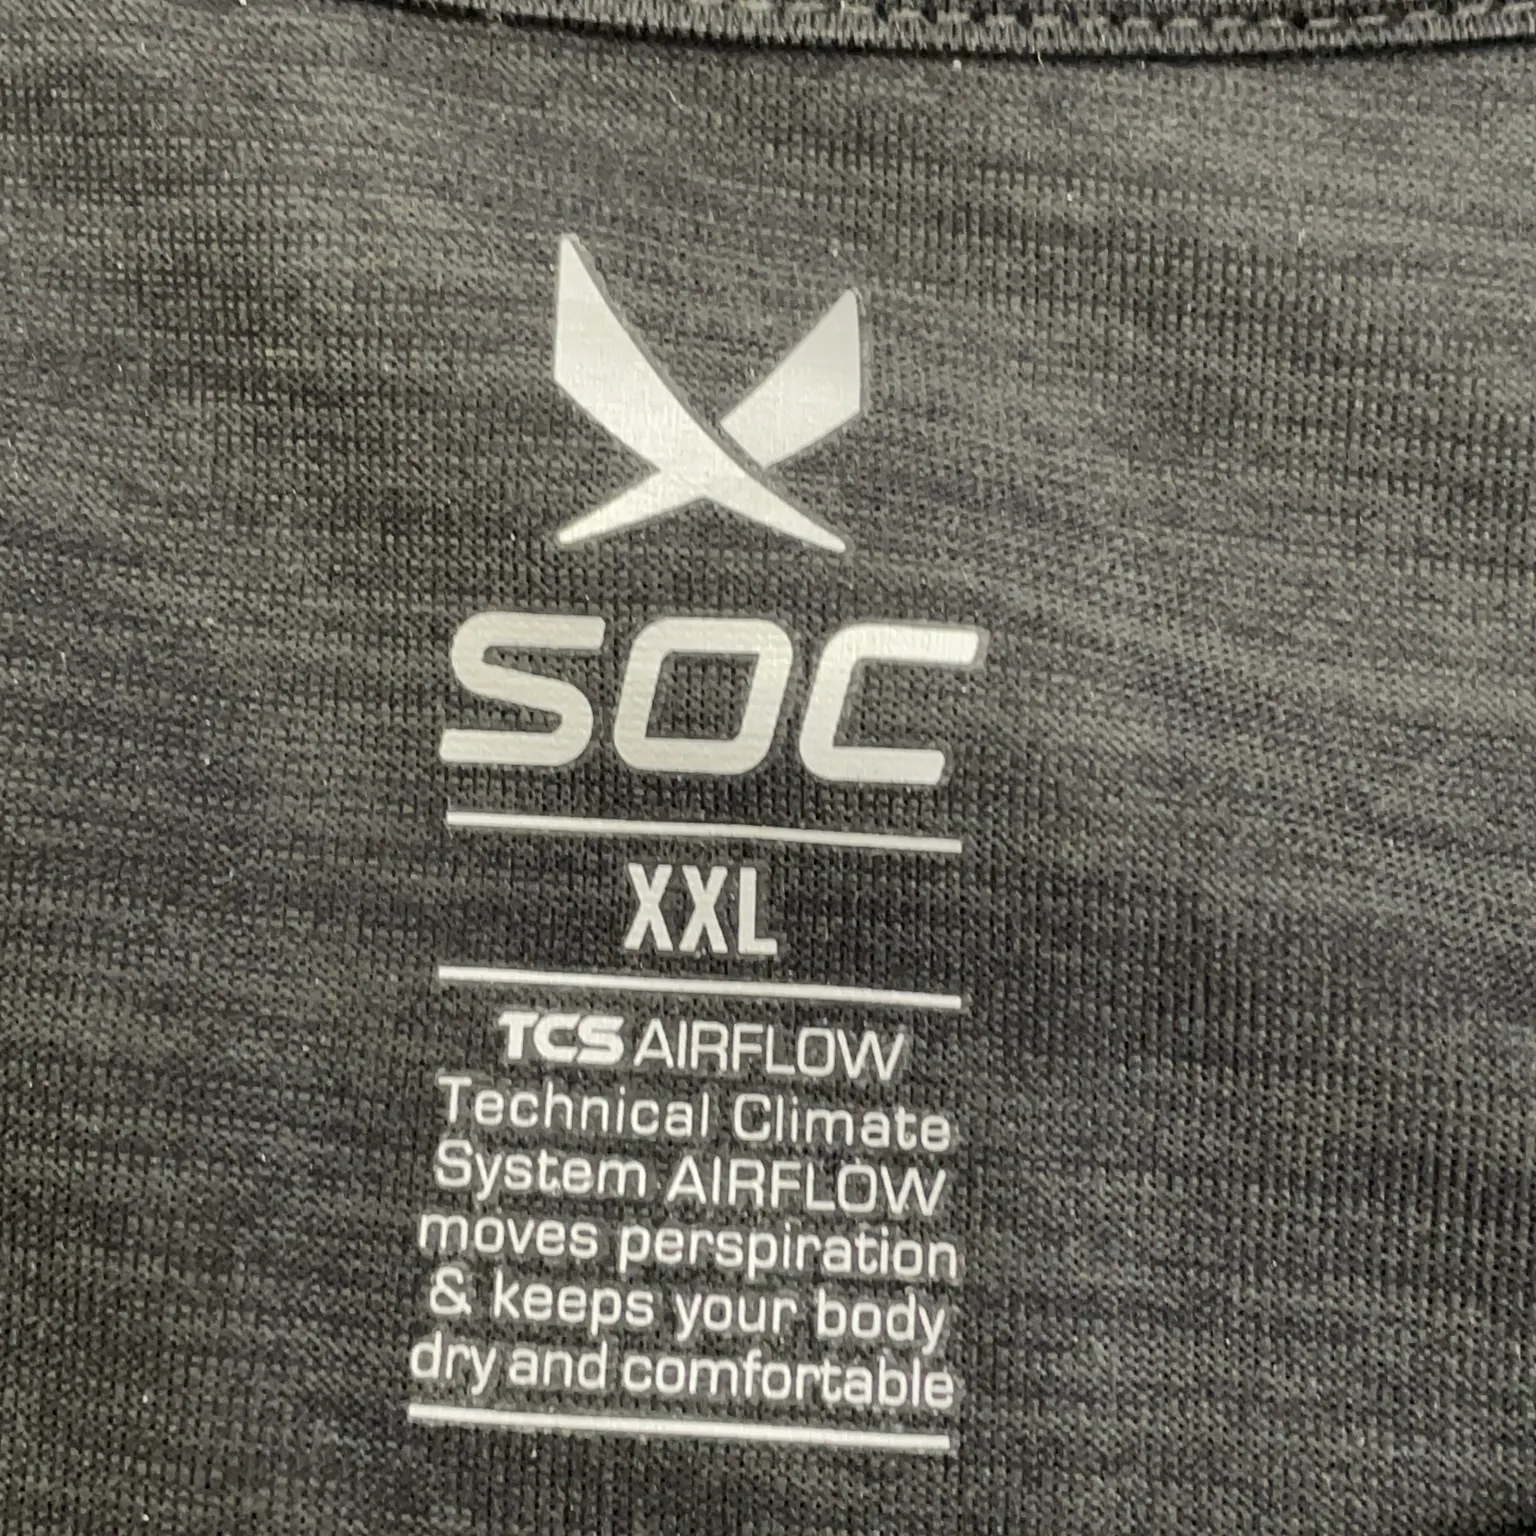 SOC
XXL
TCS AIRFLOW
Technical Climate
System AIRFLOW
moves perspiration
& keeps your body
dry and comfortable